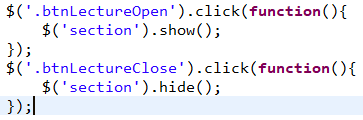 $('.btnLectureOpen').click(function(){
    $('section').show();
});
$('.btnLectureClose').click(function(){
    $('section').hide();
});